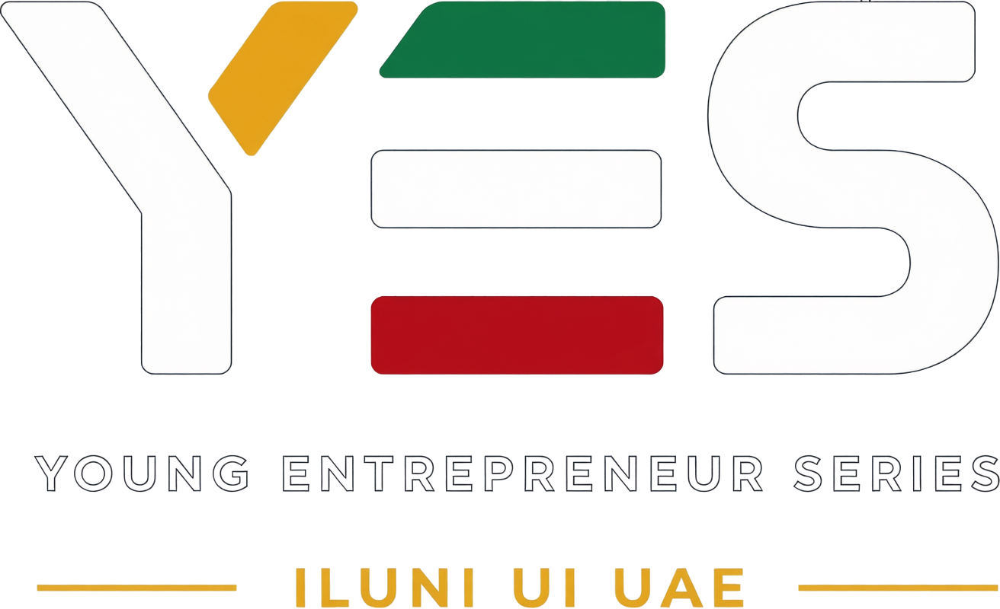 YES
YOUNG ENTREPRENEUR SERIES
ILUNI UI UAE